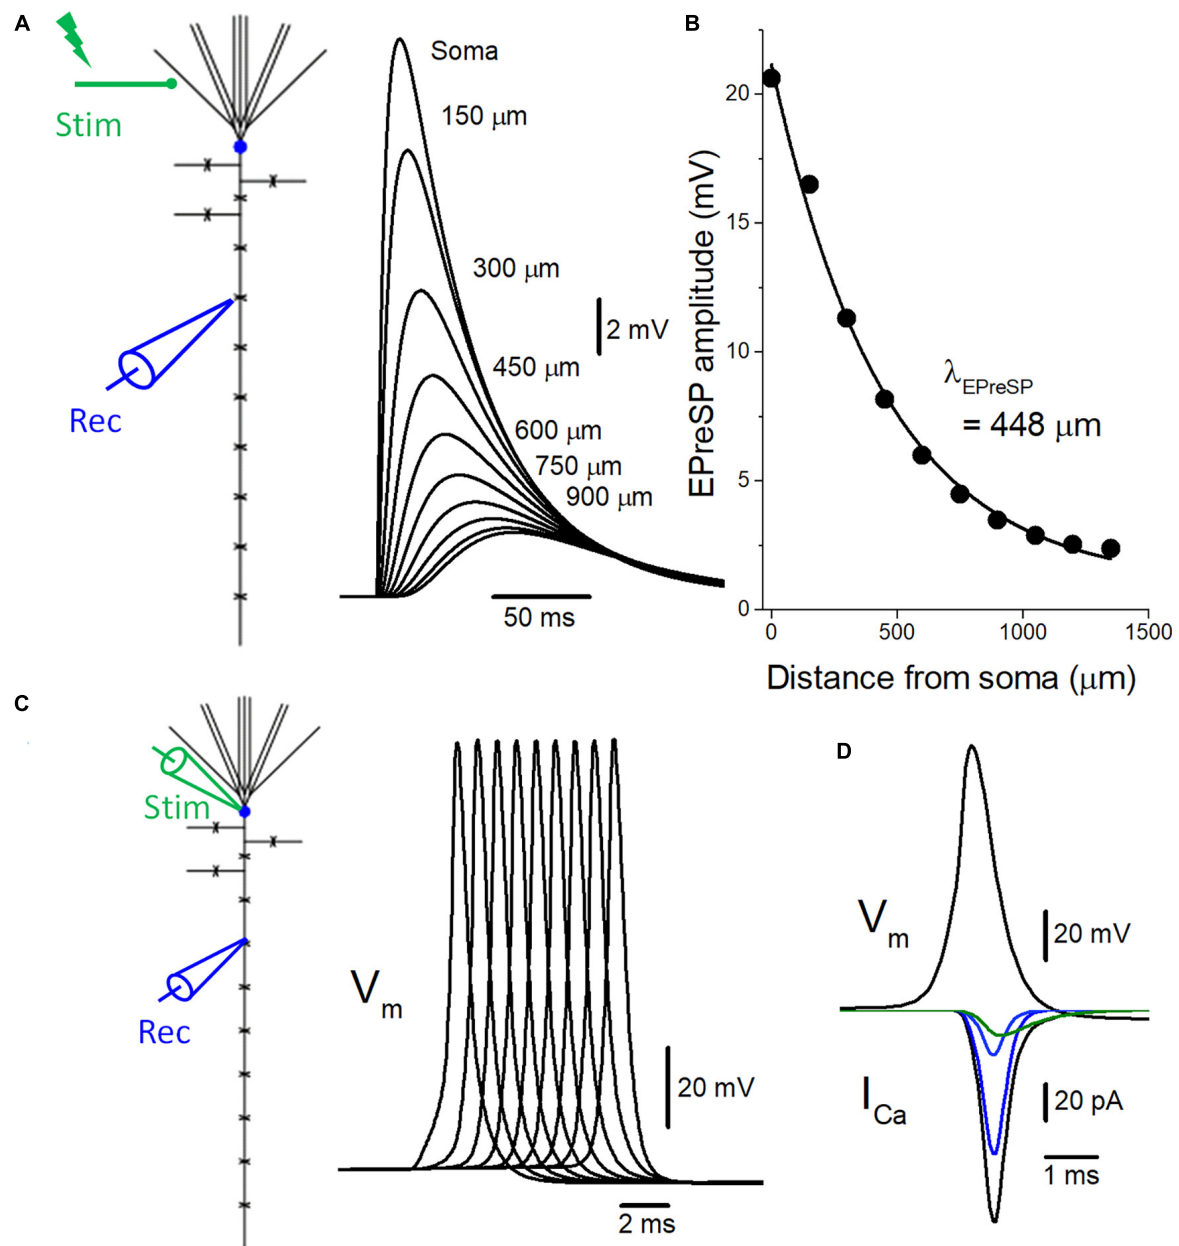 A
Stim
Rec
Soma
150 μm
300 μm
450 μm
600 μm
750 μm
900 μm
2 mV
50 ms
B
EPreSP amplitude (mV)
20
15
10
5
0
λEPreSP
= 448 μm
0 500 1000 1500
Distance from soma (μm)
C
Stim
Rec
Vm
20 mV
2 ms
D
Vm
20 mV
ICa
20 pA
1 ms